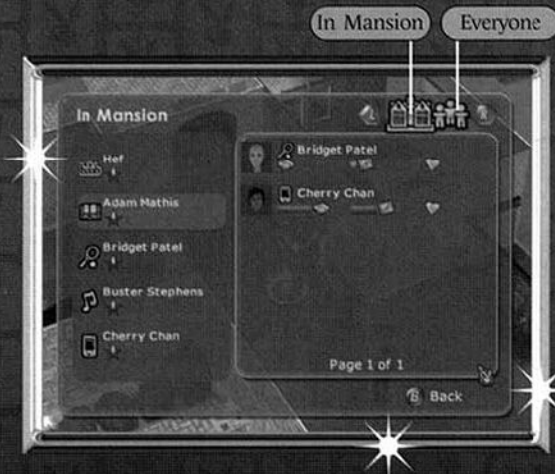 In Mansion
Everyone
In Mansion
Hef
Adam Mathis
Bridget Patel
Buster Stephens
Cherry Chan
Bridget Patel
Cherry Chan
Page 1 of 1
B Back